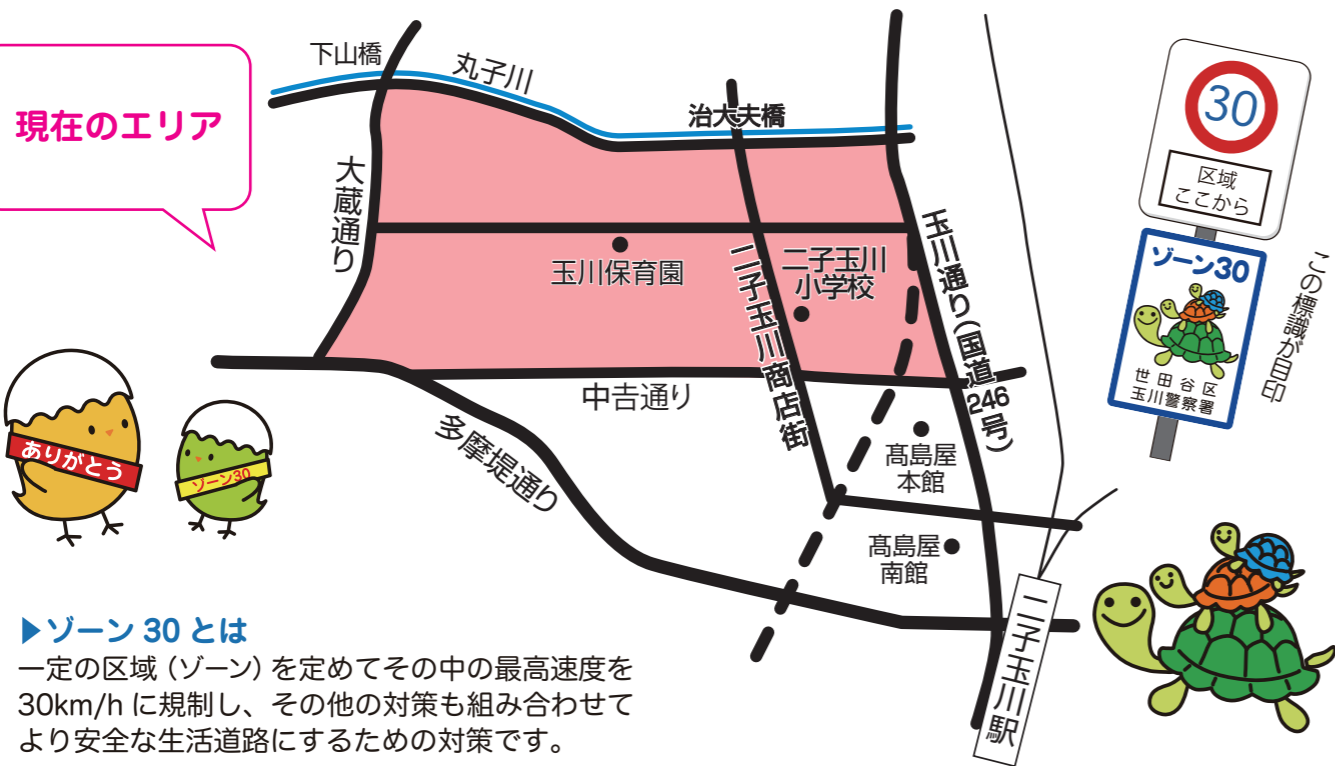 現在のエリア
下山橋
丸子川
治大夫橋
大蔵通り
玉川保育園
二子玉川
小学校
二子玉川商店街
玉川通り(国道246号)
中吉通り
多摩堤通り
髙島屋
本館
髙島屋
南館
二子玉川駅
30
区域
ここから
ゾーン30
世田谷区
玉川警察署
この標識が目印
ありがとう
ゾーン30
▶ゾーン 30 とは
一定の区域(ゾーン)を定めてその中の最高速度を
30km/h に規制し、その他の対策も組み合わせて
より安全な生活道路にするための対策です。